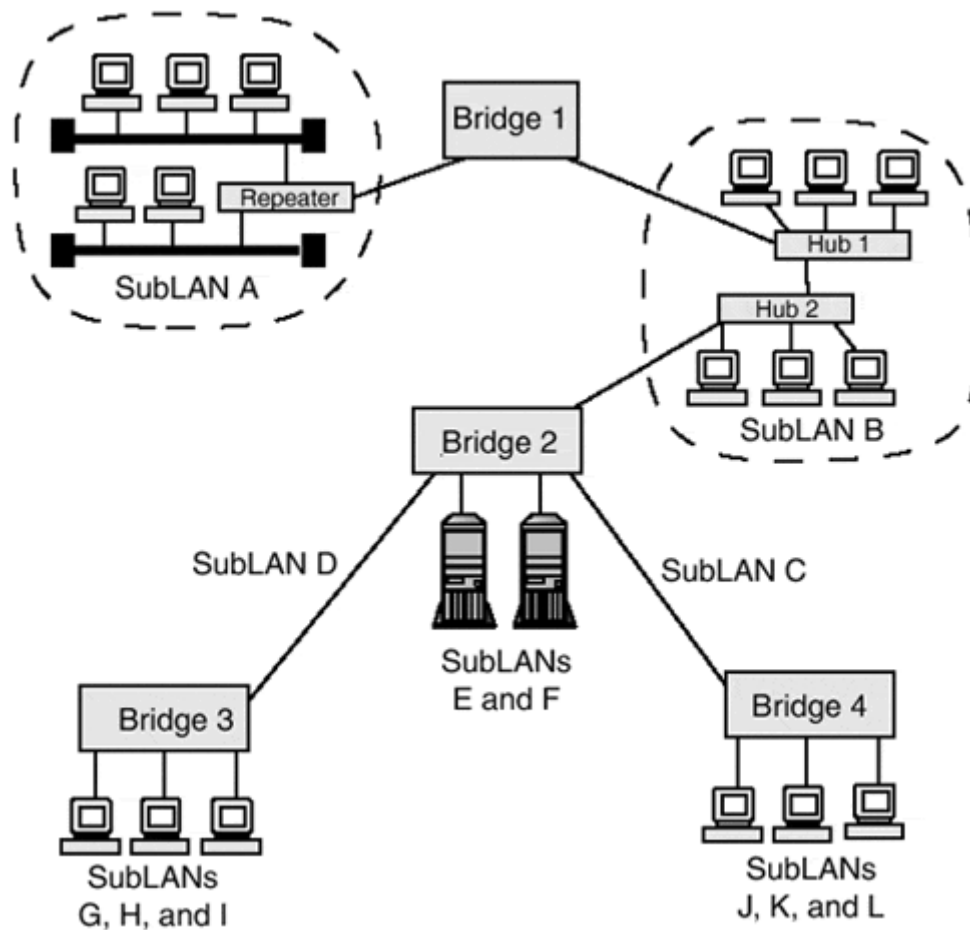 Bridge 1
Repeater
SubLAN A
Hub 1
Hub 2
SubLAN B
Bridge 2
SubLAN D
SubLAN C
SubLANs
E and F
Bridge 3
Bridge 4
SubLANs
G, H, and I
SubLANs
J, K, and L